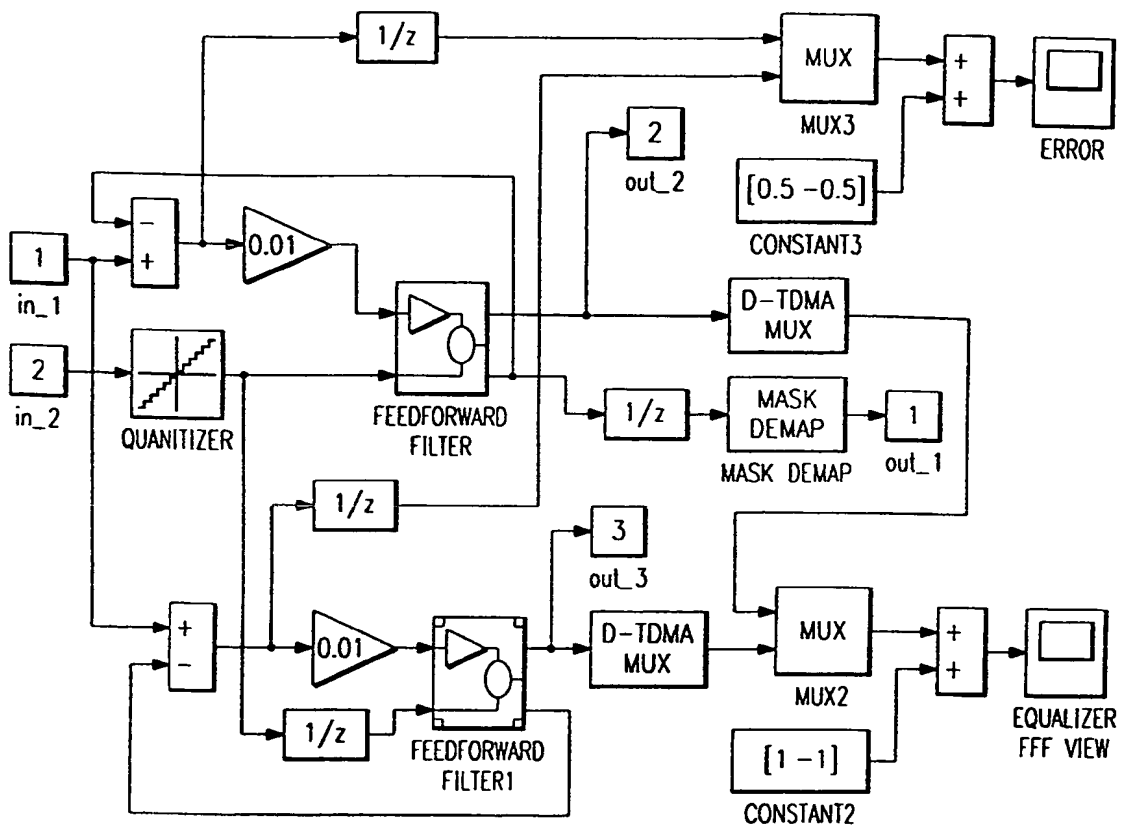 1/z
MUX
MUX3
+
+
ERROR
2
out_2
[0.5 -0.5]
CONSTANT3
-
+
0.01
1
in_1
2
in_2
QUANITIZER
FEEDFORWARD
FILTER
D-TDMA
MUX
1/z
MASK
DEMAP
MASK DEMAP
1
out_1
1/z
3
out_3
+
-
0.01
D-TDMA
MUX
MUX
MUX2
+
+
1/z
FEEDFORWARD
FILTER1
[1 -1]
CONSTANT2
EQUALIZER
FFF VIEW